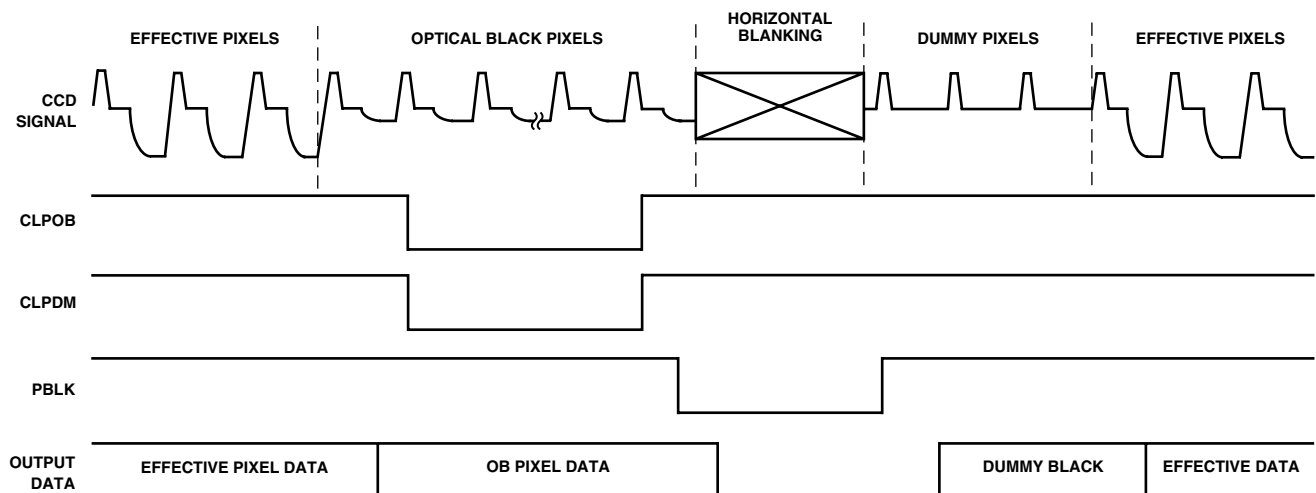 EFFECTIVE PIXELS
OPTICAL BLACK PIXELS
HORIZONTAL
BLANKING
DUMMY PIXELS
EFFECTIVE PIXELS
CCD
SIGNAL
CLPOB
CLPDM
PBLK
OUTPUT
DATA
EFFECTIVE PIXEL DATA
OB PIXEL DATA
DUMMY BLACK
EFFECTIVE DATA